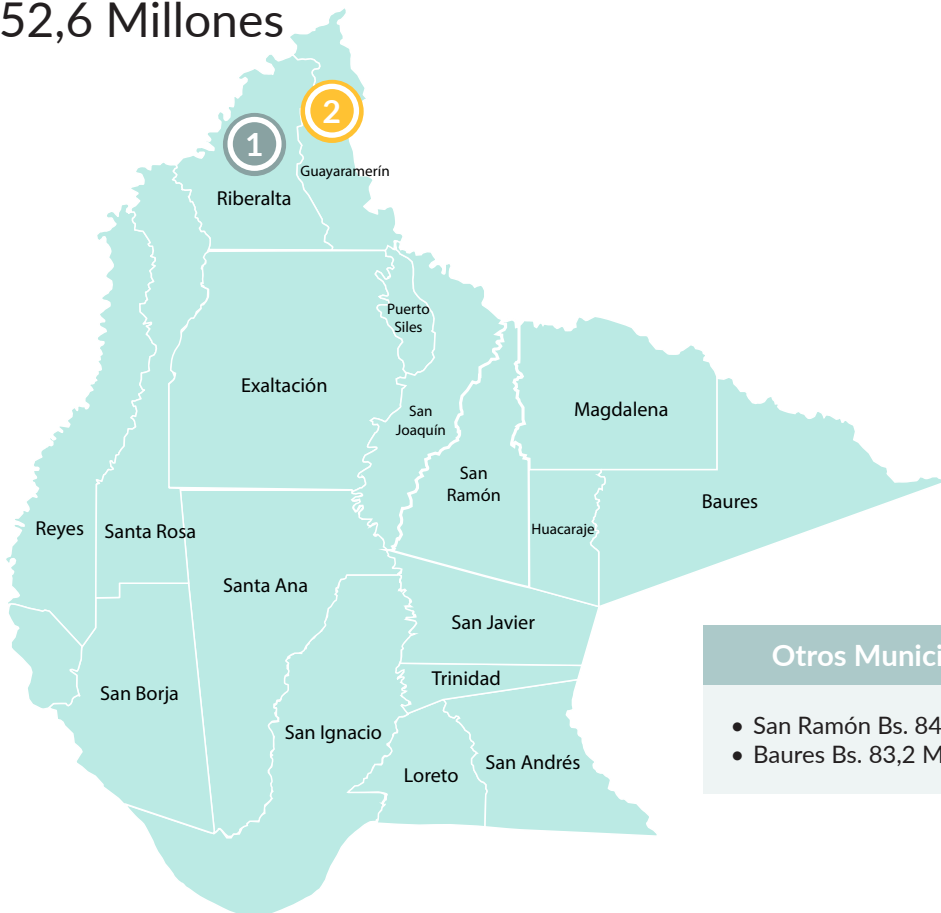 52,6 Millones
2
1
Guayaramerín
Riberalta
Puerto
Siles
Exaltación
San
Joaquín
Magdalena
San
Ramón
Baures
Huacaraje
Reyes
Santa Rosa
Santa Ana
San Javier
Trinidad
San Borja
San Ignacio
Loreto
San Andrés
Otros Munici
• San Ramón Bs. 84
• Baures Bs. 83,2 M